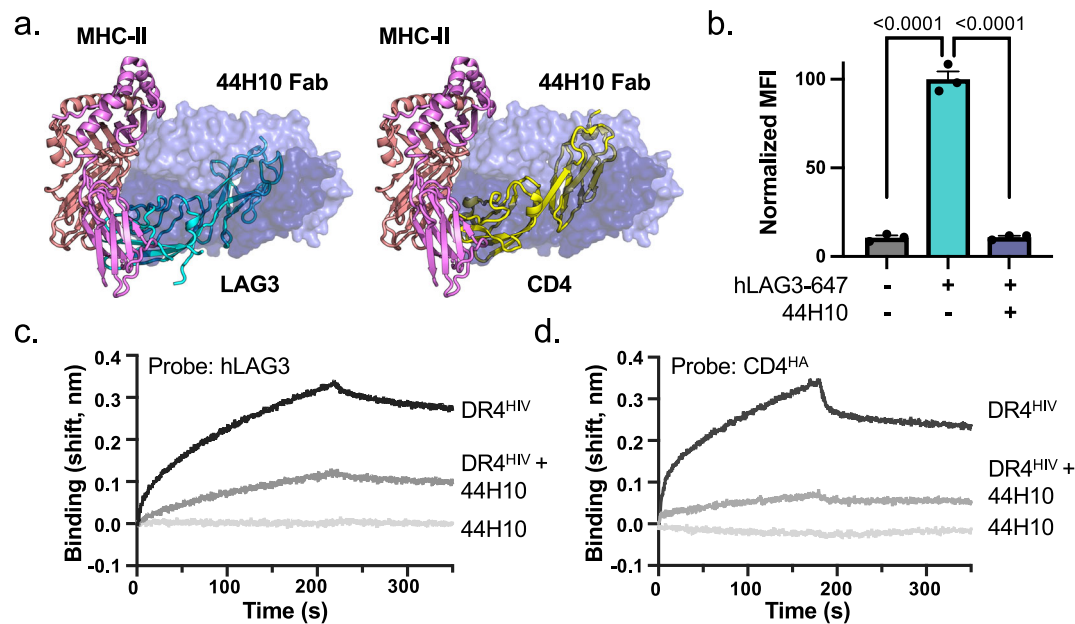 a.
MHC-II
44H10 Fab
LAG3
MHC-II
44H10 Fab
CD4
b.
<0.0001 <0.0001
Normalized MFI
100
50
0
hLAG3-647 - + +
44H10 - - +
c.
Probe: hLAG3
Binding (shift, nm)
0.4
0.3
0.2
0.1
0.0
-0.1
DR4ᴴᴵⱽ
DR4ᴴᴵⱽ +
44H10
44H10
0 100 200 300
Time (s)
d.
Probe: CD4ᴴᴬ
Binding (shift, nm)
0.4
0.3
0.2
0.1
0.0
-0.1
DR4ᴴᴵⱽ
DR4ᴴᴵⱽ +
44H10
44H10
0 100 200 300
Time (s)